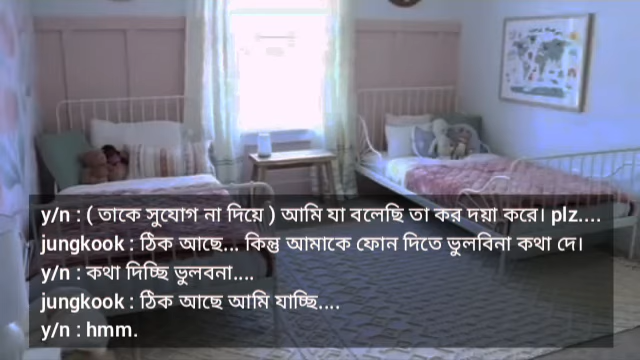 y/n : ( তাকে সুযোগ না দিয়ে ) আমি যা বলেছি তা কর দয়া করে। plz....
jungkook : ঠিক আছে... কিন্তু আমাকে ফোন দিতে ভুলবিনা কথা দে।
y/n : কথা দিচ্ছি ভুলবনা....
jungkook : ঠিক আছে আমি যাচ্ছি....
y/n : hmm.